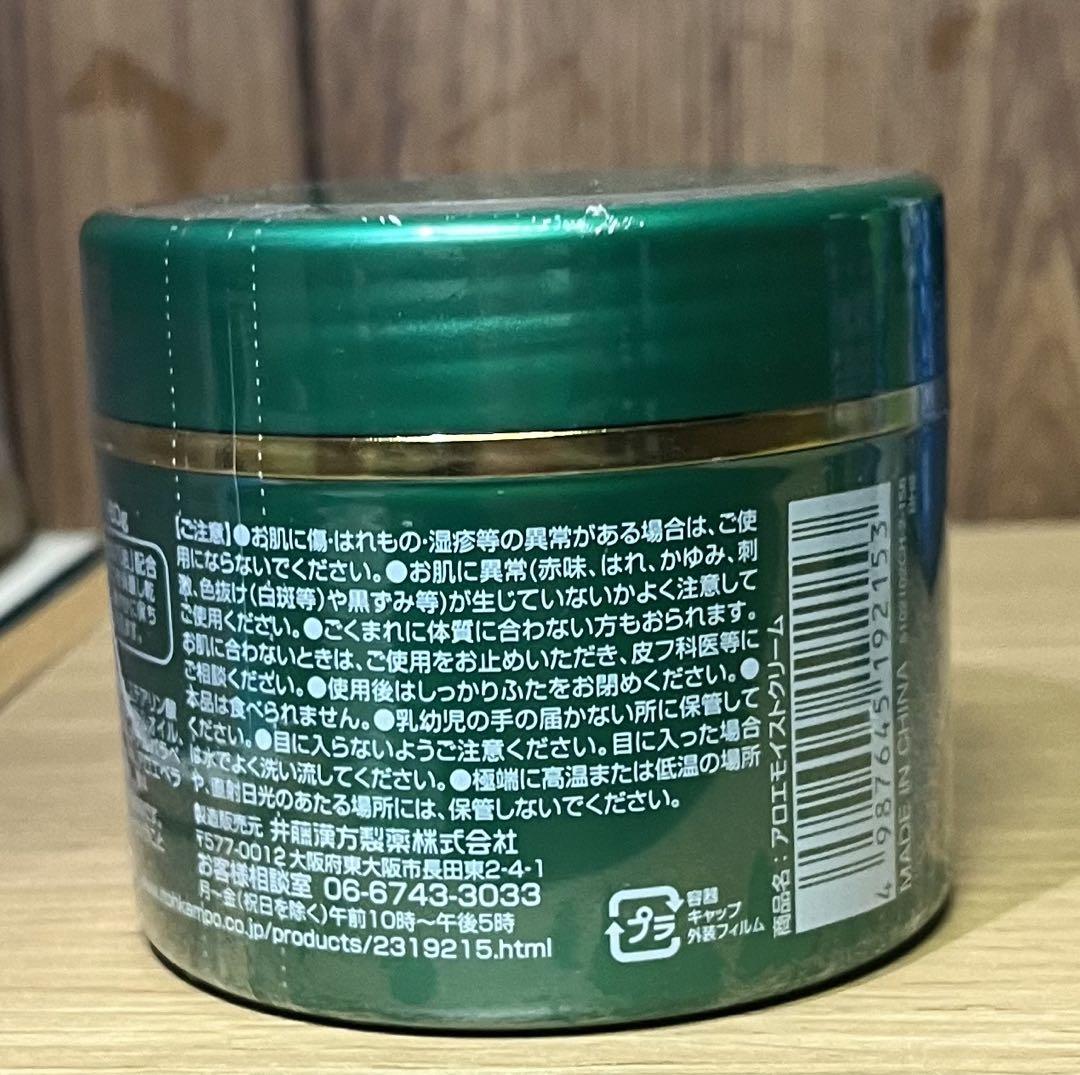 配合
【ご注意】●お肌に傷・はれもの・湿疹等の異常がある場合は、ご使
用にならないでください。●お肌に異常(赤味、はれ、かゆみ、刺
激、色抜け(白斑等)や黒ずみ等)が生じていないかよく注意して
ご使用ください。●ごくまれに体質に合わない方もおられます。
お肌に合わないときは、ご使用をお止めいただき、皮フ科医等に
ご相談ください。●使用後はしっかりふたをお閉めください。●
本品は食べられません。●乳幼児の手の届かない所に保管して
ください。●目に入らないようご注意ください。目に入った場合
は水でよく洗い流してください。●極端に高温または低温の場所
や、直射日光のあたる場所には、保管しないでください。
製造販売元 井藤漢方製薬株式会社
〒577-0012 大阪府東大阪市長田東2-4-1
お客様相談室 06-6743-3033
月〜金(祝日を除く)午前10時〜午後5時
itohkampo.co.jp/products/2319215.html
プラ
容器
キャップ
外装フィルム
商品名:アロエモイストクリーム
4 987645 192153
MADE IN CHINA